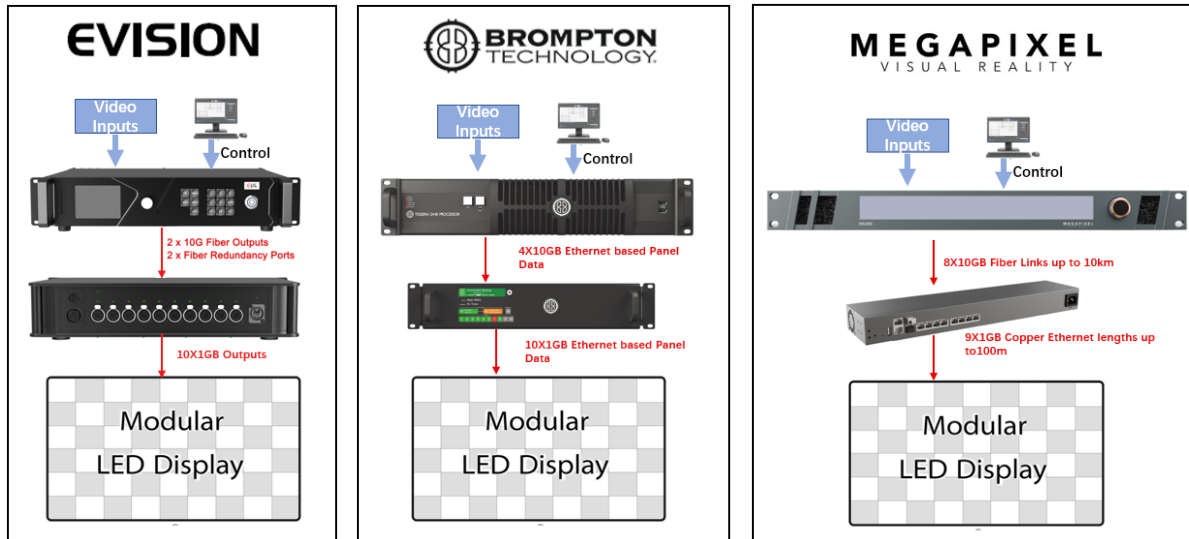 EVISION
Video
Inputs
Control
2 x 10G Fiber Outputs
2 x Fiber Redundancy Ports
10X1GB Outputs
Modular
LED Display
BROMPTON
TECHNOLOGY.
Video
Inputs
Control
4X10GB Ethernet based Panel
Data
10X1GB Ethernet based Panel
Data
Modular
LED Display
MEGAPIXEL
VISUAL REALITY
Video
Inputs
Control
MEGAPIXEL
8X10GB Fiber Links up to 10km
9X1GB Copper Ethernet lengths up
to100m
Modular
LED Display